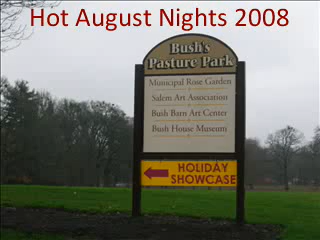 Hot August Nights 2008
Bush's
Pasture Park
Municipal Rose Garden
Salem Art Association
Bush Barn Art Center
Bush House Museum
HOLIDAY
SHOWCASE